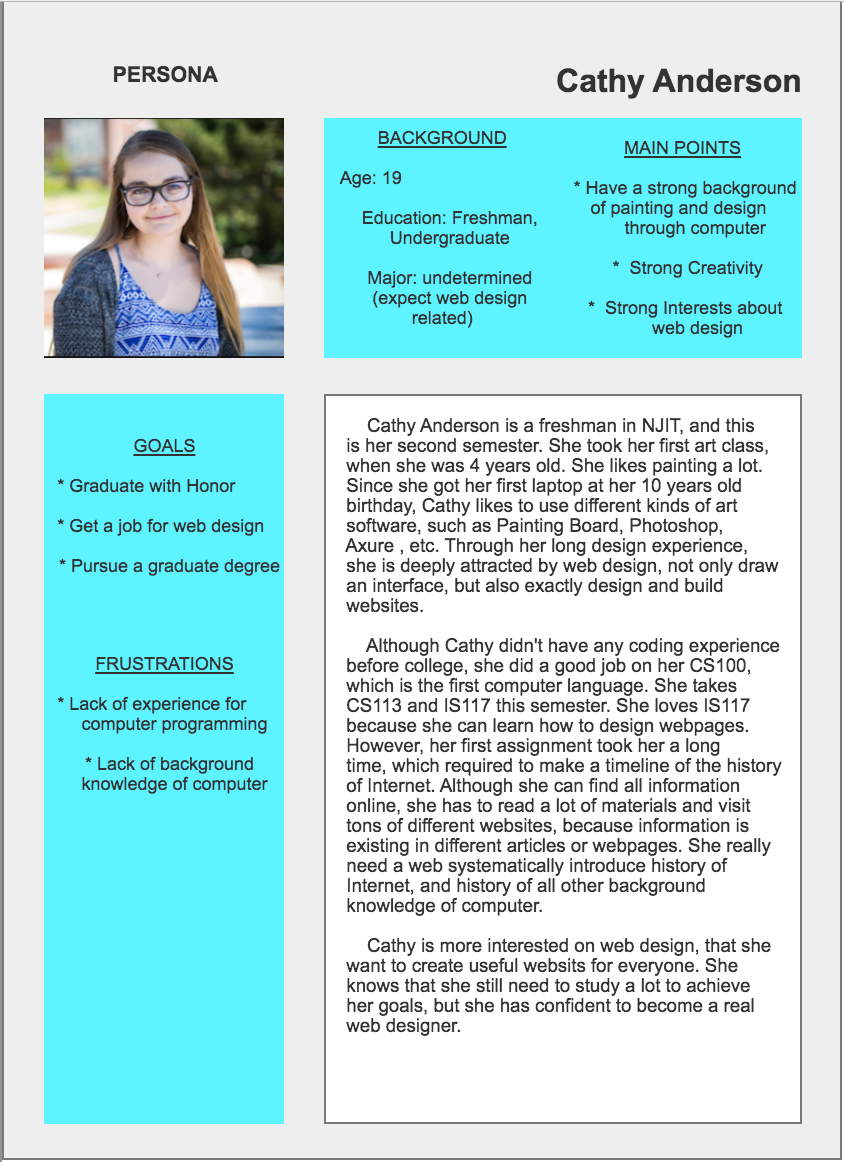 PERSONA
Cathy Anderson
BACKGROUND
Age: 19
Education: Freshman,
Undergraduate
Major: undetermined
(expect web design
related)
MAIN POINTS
* Have a strong background
of painting and design
through computer
* Strong Creativity
* Strong Interests about
web design
GOALS
* Graduate with Honor
* Get a job for web design
* Pursue a graduate degree
FRUSTRATIONS
* Lack of experience for
computer programming
* Lack of background
knowledge of computer
Cathy Anderson is a freshman in NJIT, and this
is her second semester. She took her first art class,
when she was 4 years old. She likes painting a lot.
Since she got her first laptop at her 10 years old
birthday, Cathy likes to use different kinds of art
software, such as Painting Board, Photoshop,
Axure , etc. Through her long design experience,
she is deeply attracted by web design, not only draw
an interface, but also exactly design and build
websites.
Although Cathy didn't have any coding experience
before college, she did a good job on her CS100,
which is the first computer language. She takes
CS113 and IS117 this semester. She loves IS117
because she can learn how to design webpages.
However, her first assignment took her a long
time, which required to make a timeline of the history
of Internet. Although she can find all information
online, she has to read a lot of materials and visit
tons of different websites, because information is
existing in different articles or webpages. She really
need a web systematically introduce history of
Internet, and history of all other background
knowledge of computer.
Cathy is more interested on web design, that she
want to create useful websits for everyone. She
knows that she still need to study a lot to achieve
her goals, but she has confident to become a real
web designer.